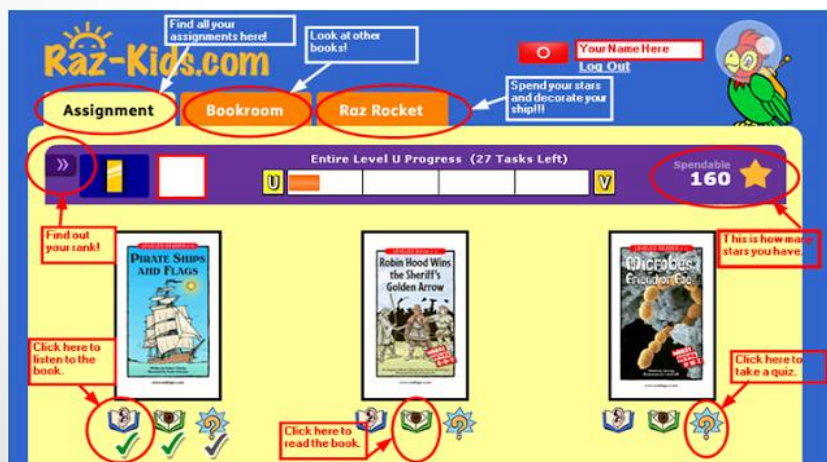 Find all your
assignments here!
Look at other
books!
Raz-Kids.com
Your Name Here
Log Out
Spend your stars
and decorate your
ship!!!
Assignment
Bookroom
Raz Rocket
Entire Level U Progress (27 Tasks Left)
U
V
Spendable
160
Find out
your rank!
This is how many
stars you have.
PIRATE SHIPS
AND FLAGS
Robin Hood Wins
the Sheriff's
Golden Arrow
Microbes
Friend or Foe
Click here to
listen to the
book.
Click here to
read the book.
Click here to
take a quiz.